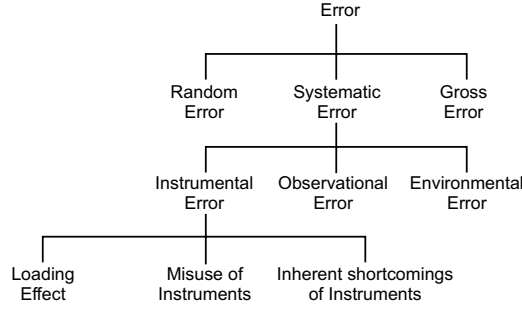 Error
Random
Error
Systematic
Error
Gross
Error
Instrumental
Error
Observational
Error
Environmental
Error
Loading
Effect
Misuse of
Instruments
Inherent shortcomings
of Instruments